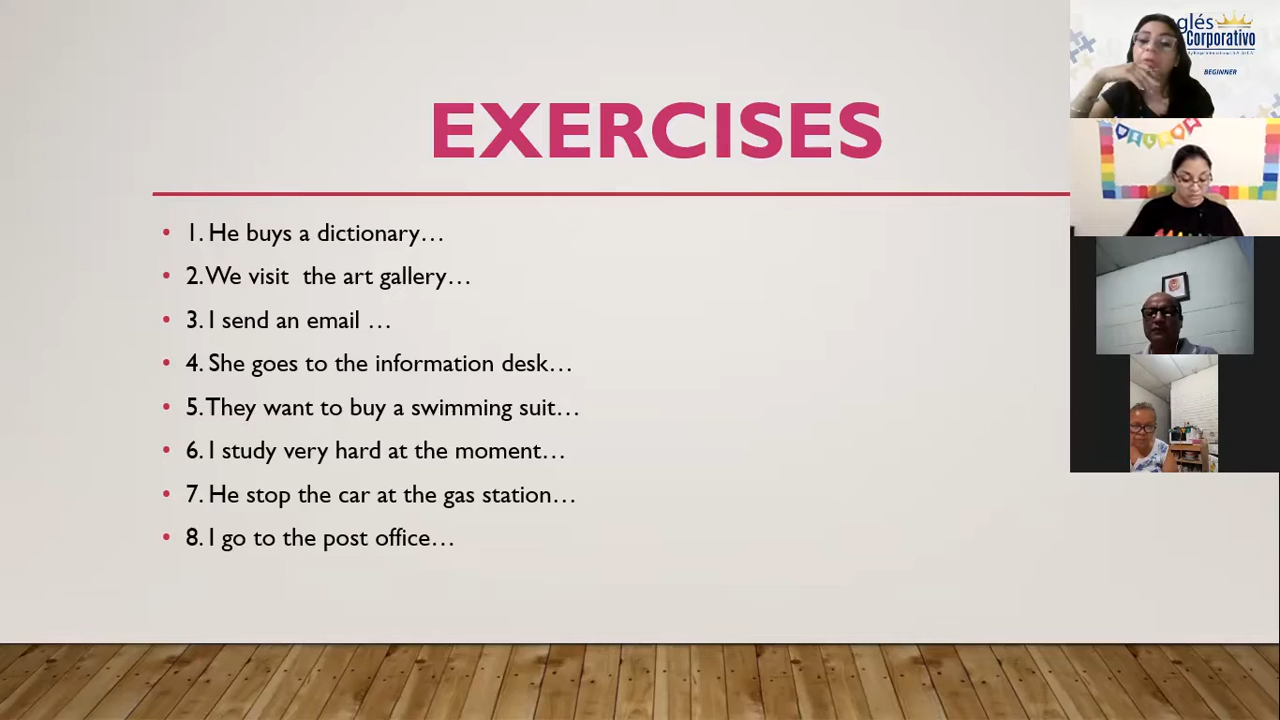 EXERCISES
• 1. He buys a dictionary…
• 2. We visit  the art gallery…
• 3. I send an email …
• 4. She goes to the information desk…
• 5. They want to buy a swimming suit…
• 6. I study very hard at the moment…
• 7. He stop the car at the gas station…
• 8. I go to the post office…
glés
Corporativo
BEGINNER